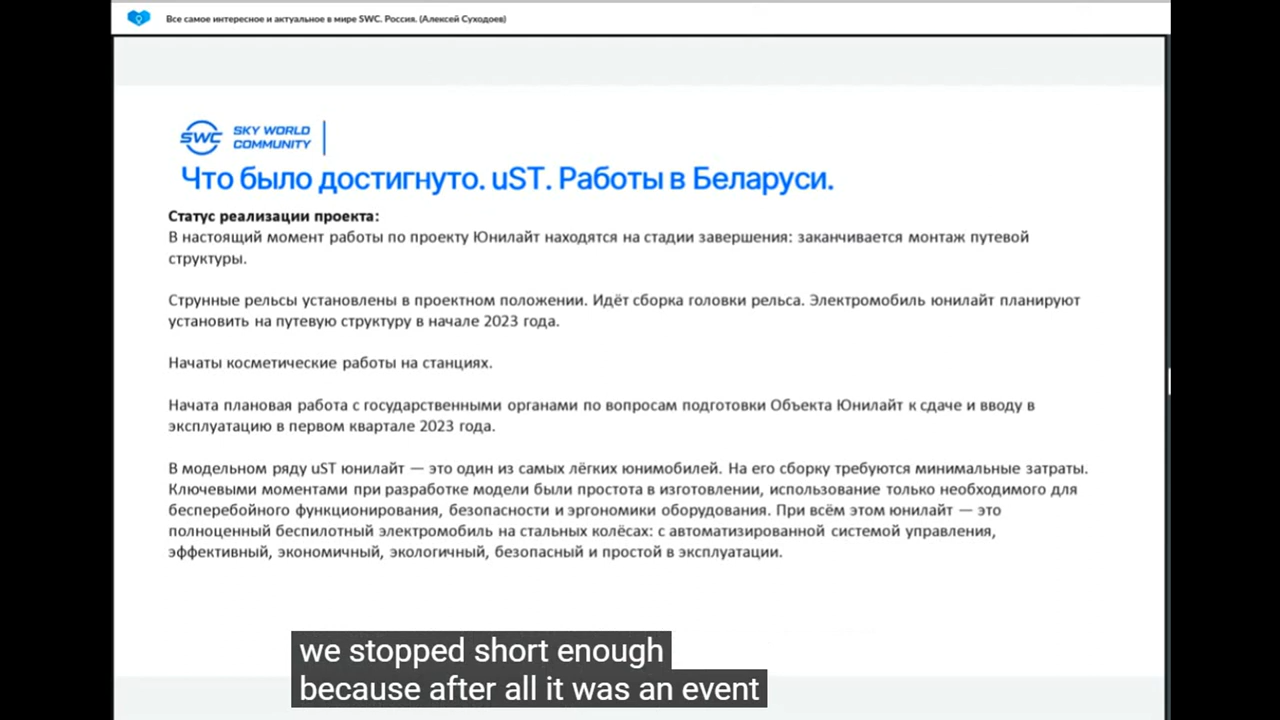 Все самое интересное и актуальное в мире SWC. Россия. (Алексей Суходоев)
SWC SKY WORLD
COMMUNITY
Что было достигнуто. uST. Работы в Беларуси.
Статус реализации проекта:
В настоящий момент работы по проекту Юнилайт находятся на стадии завершения: заканчивается монтаж путевой
структуры.
Струнные рельсы установлены в проектном положении. Идёт сборка головки рельса. Электромобиль юнилайт планируют
установить на путевую структуру в начале 2023 года.
Начаты косметические работы на станциях.
Начата плановая работа с государственными органами по вопросам подготовки Объекта Юнилайт к сдаче и вводу в
эксплуатацию в первом квартале 2023 года.
В модельном ряду uST юнилайт — это один из самых лёгких юнимобилей. На его сборку требуются минимальные затраты.
Ключевыми моментами при разработке модели были простота в изготовлении, использование только необходимого для
бесперебойного функционирования, безопасности и эргономики оборудования. При всём этом юнилайт — это
полноценный беспилотный электромобиль на стальных колёсах: с автоматизированной системой управления,
эффективный, экономичный, экологичный, безопасный и простой в эксплуатации.
we stopped short enough
because after all it was an event